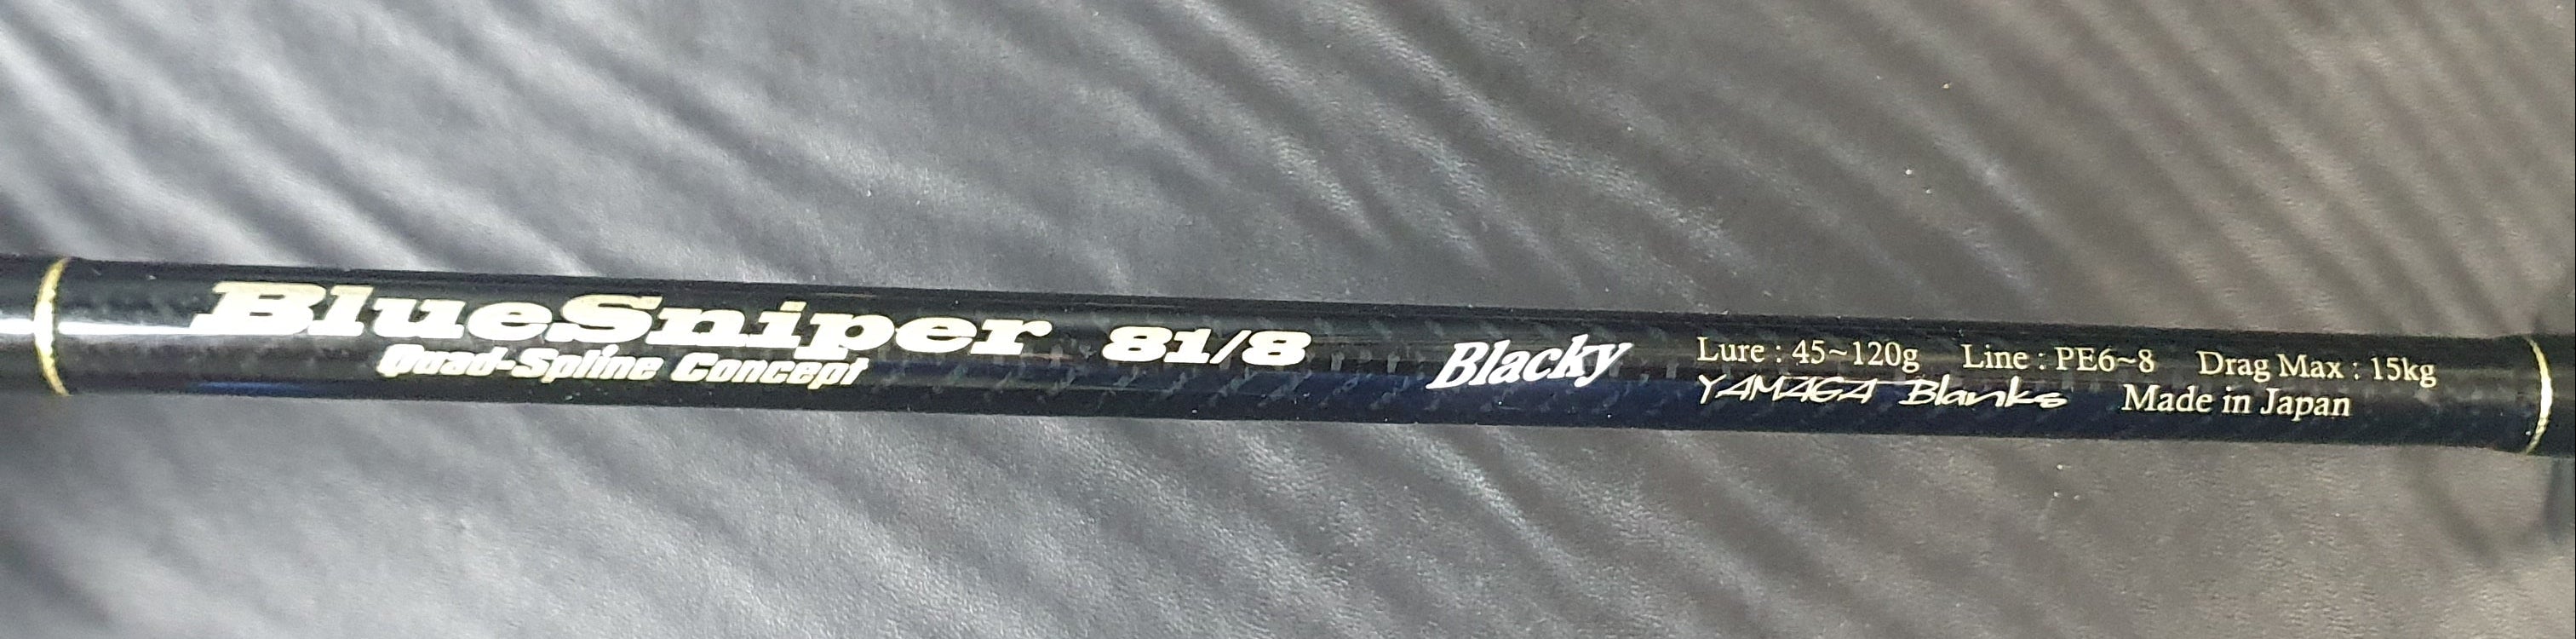 BlueSniper 81/8 Blacky Lure : 45~120g Line : PE6~8 Drag Max : 15kg
Quad-Spline Concept YAMAGA Blanks Made in Japan